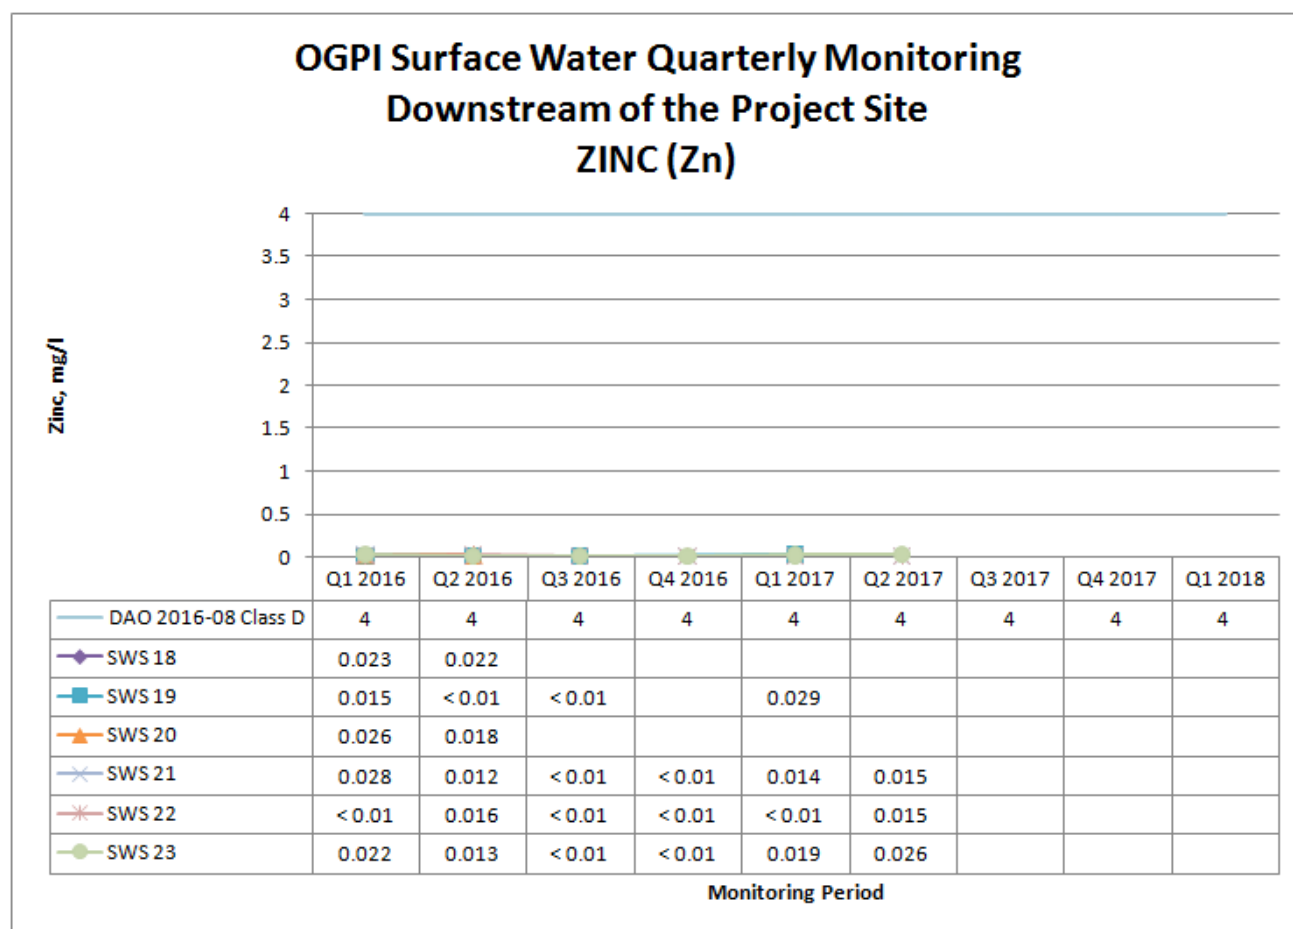 OGPI Surface Water Quarterly Monitoring
Downstream of the Project Site
ZINC (Zn)
4
3.5
3
2.5
2
1.5
1
0.5
0
Zinc, mg/l
Q1 2016 Q2 2016 Q3 2016 Q4 2016 Q1 2017 Q2 2017 Q3 2017 Q4 2017 Q1 2018
DAO 2016-08 Class D 4 4 4 4 4 4 4 4 4
SWS 18 0.023 0.022
SWS 19 0.015 < 0.01 < 0.01 0.029
SWS 20 0.026 0.018
SWS 21 0.028 0.012 < 0.01 < 0.01 0.014 0.015
SWS 22 < 0.01 0.016 < 0.01 < 0.01 < 0.01 0.015
SWS 23 0.022 0.013 < 0.01 < 0.01 0.019 0.026
Monitoring Period